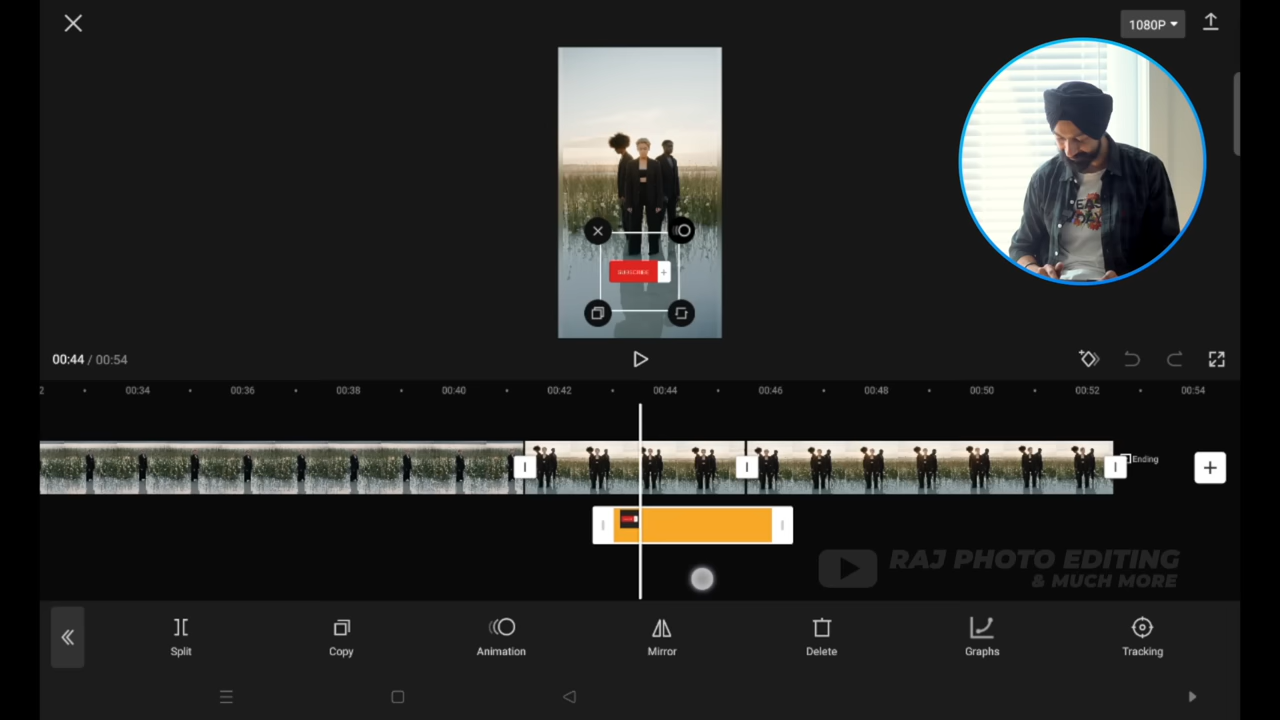 1080P
SUBSCRIBE
00:44 / 00:54
2 00:34 00:36 00:38 00:40 00:42 00:44 00:46 00:48 00:50 00:52 00:54
Ending
RAJ PHOTO EDITING
& MUCH MORE
Split Copy Animation Mirror Delete Graphs Tracking